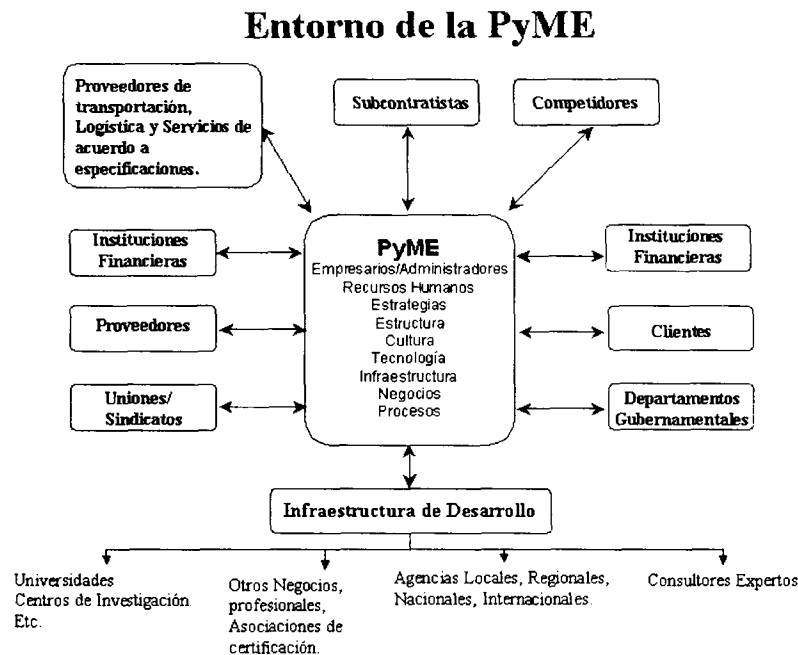 Entorno de la PyME
Proveedores de
transportación,
Logística y Servicios de
acuerdo a
especificaciones.
Subcontratistas
Competidores
Instituciones
Financieras
Proveedores
Uniones/
Sindicatos
PyME
Empresarios/Administradores
Recursos Humanos
Estrategias
Estructura
Cultura
Tecnología
Infraestructura
Negocios
Procesos
Instituciones
Financieras
Clientes
Departamentos
Gubernamentales
Infraestructura de Desarrollo
Universidades
Centros de Investigación.
Etc.
Otros Negocios,
profesionales,
Asociaciones de
certificación.
Agencias Locales, Regionales,
Nacionales, Internacionales.
Consultores Expertos